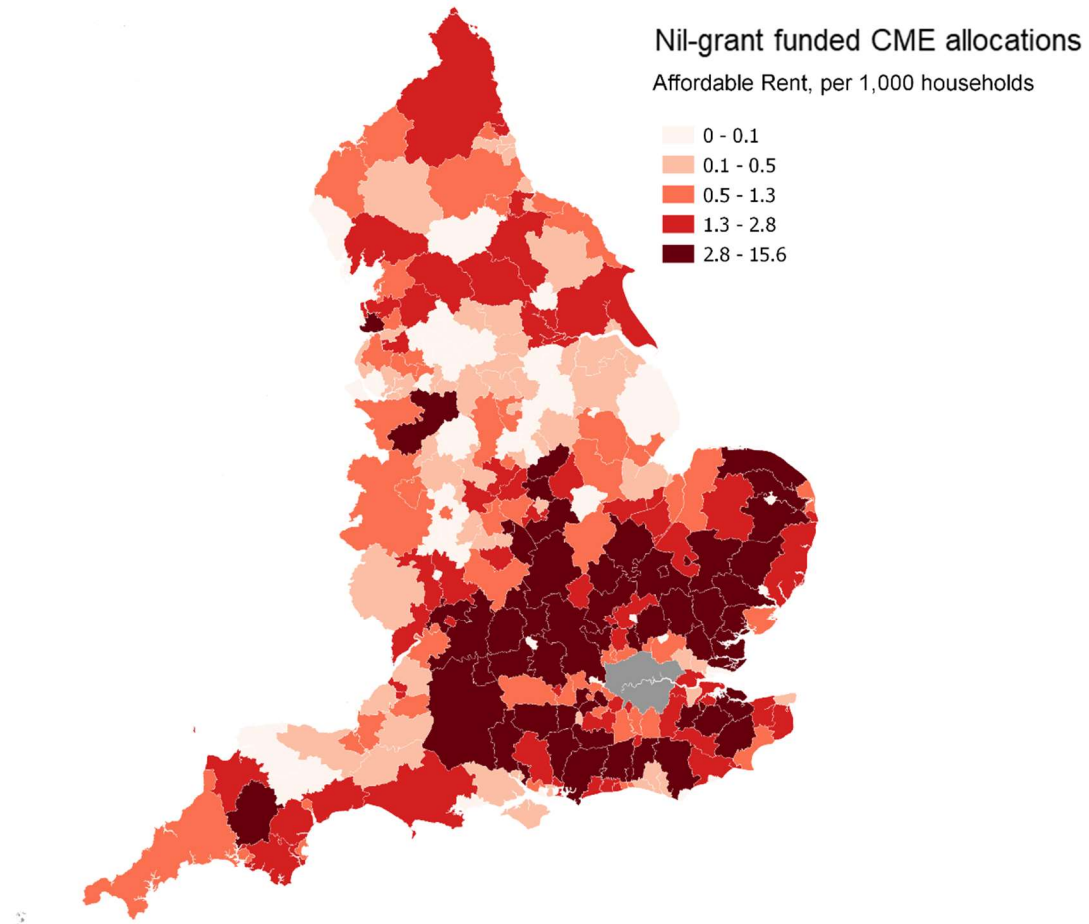 Nil-grant funded CME allocations
Affordable Rent, per 1,000 households
0 - 0.1
0.1 - 0.5
0.5 - 1.3
1.3 - 2.8
2.8 - 15.6